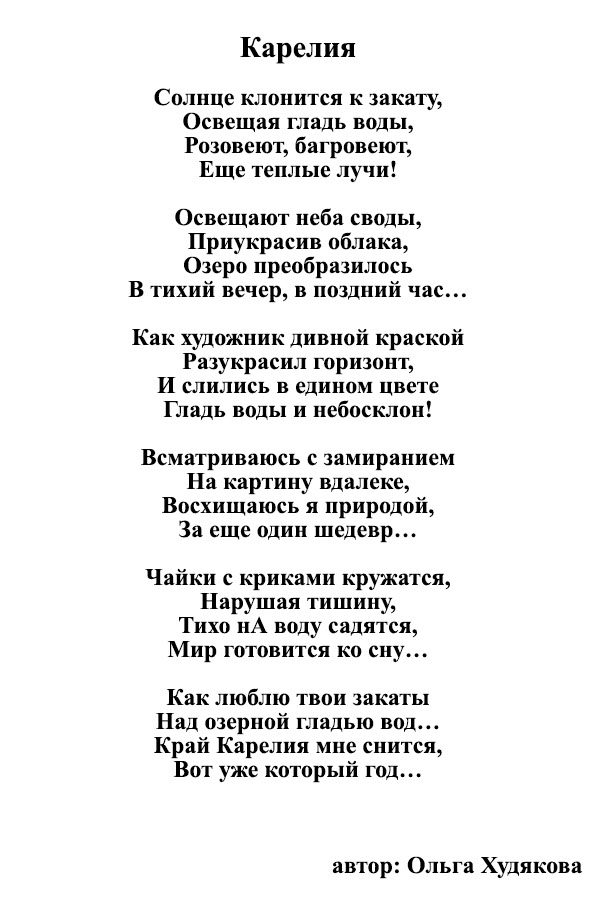 Карелия
Солнце клонится к закату,
Освещая гладь воды,
Розовеют, багровеют,
Еще теплые лучи!
Освещают неба своды,
Приукрасив облака,
Озеро преобразилось
В тихий вечер, в поздний час…
Как художник дивной краской
Разукрасил горизонт,
И слились в едином цвете
Гладь воды и небосклон!
Всматриваюсь с замиранием
На картину вдалеке,
Восхищаюсь я природой,
За еще один шедевр…
Чайки с криками кружатся,
Нарушая тишину,
Тихо нА воду садятся,
Мир готовится ко сну…
Как люблю твои закаты
Над озерной гладью вод…
Край Карелия мне снится,
Вот уже который год…
автор: Ольга Худякова